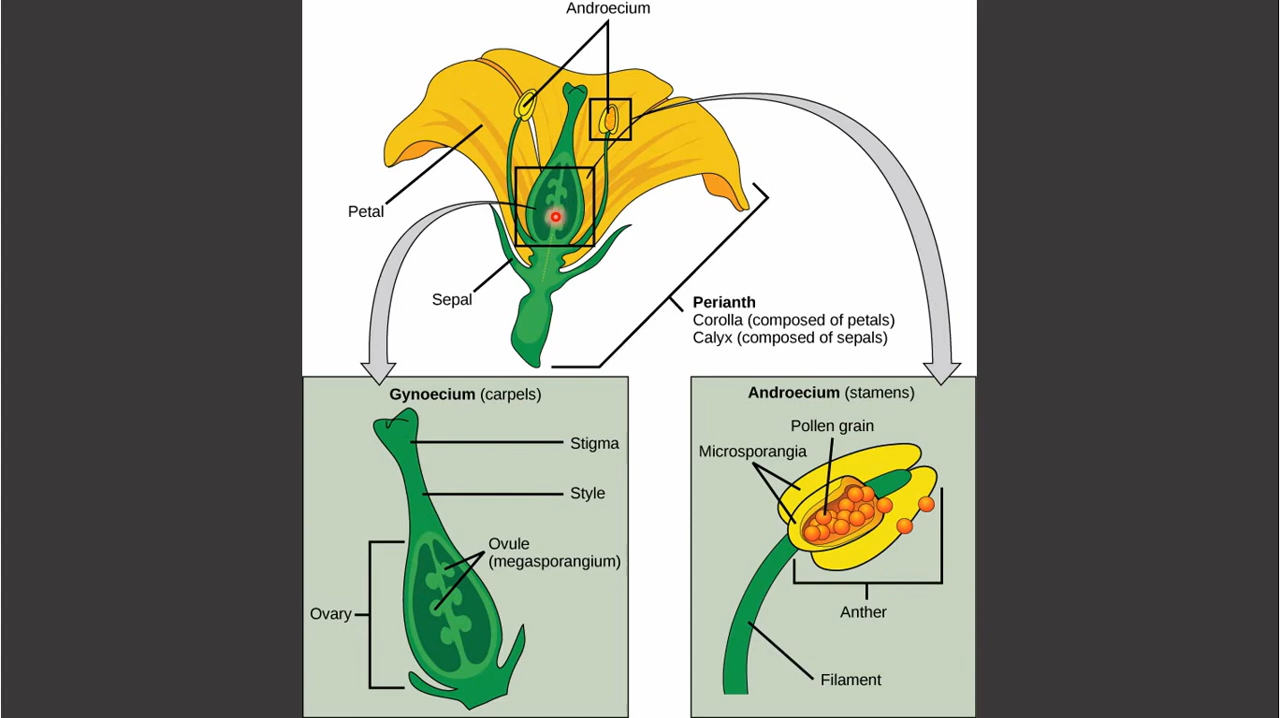 Androecium
Petal
Sepal
Perianth
Corolla (composed of petals)
Calyx (composed of sepals)
Gynoecium (carpels)
Stigma
Style
Ovule
(megasporangium)
Ovary
Androecium (stamens)
Pollen grain
Microsporangia
Anther
Filament